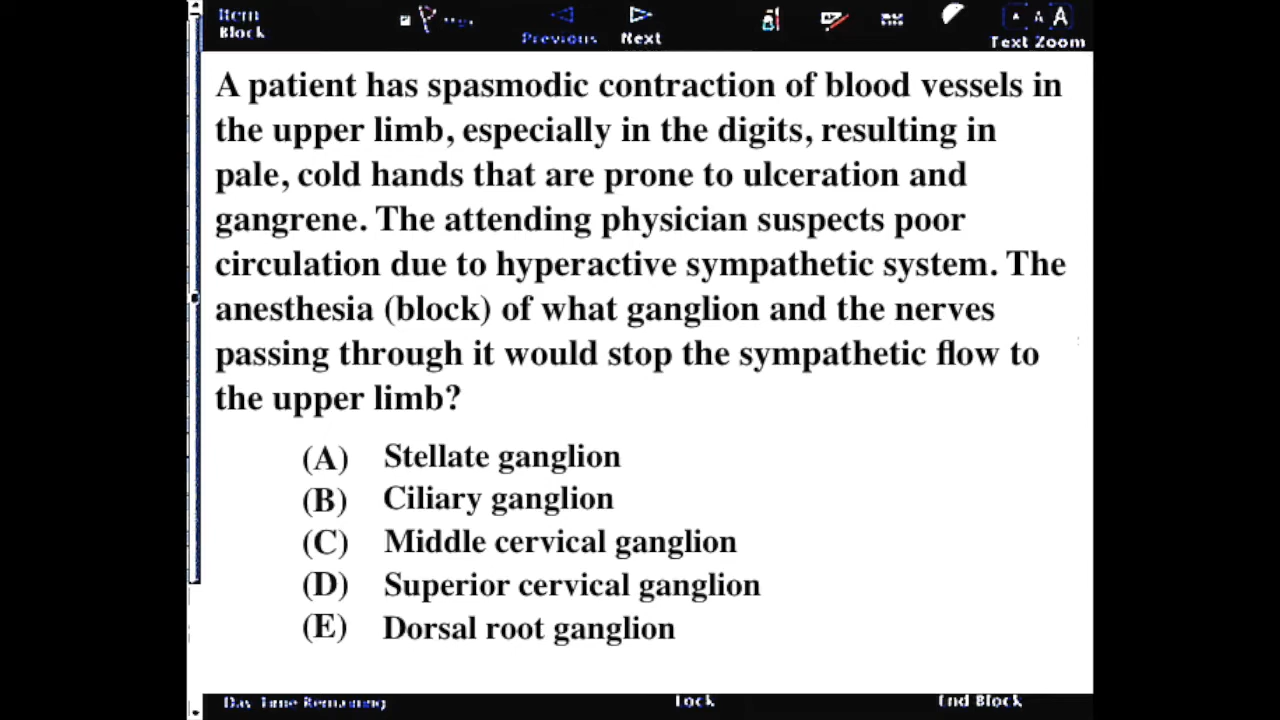 Item
Block
Previous
Next
A A A
Text Zoom
A patient has spasmodic contraction of blood vessels in
the upper limb, especially in the digits, resulting in
pale, cold hands that are prone to ulceration and
gangrene. The attending physician suspects poor
circulation due to hyperactive sympathetic system. The
anesthesia (block) of what ganglion and the nerves
passing through it would stop the sympathetic flow to
the upper limb?
(A) Stellate ganglion
(B) Ciliary ganglion
(C) Middle cervical ganglion
(D) Superior cervical ganglion
(E) Dorsal root ganglion
Time Remaining
Lock
End Block